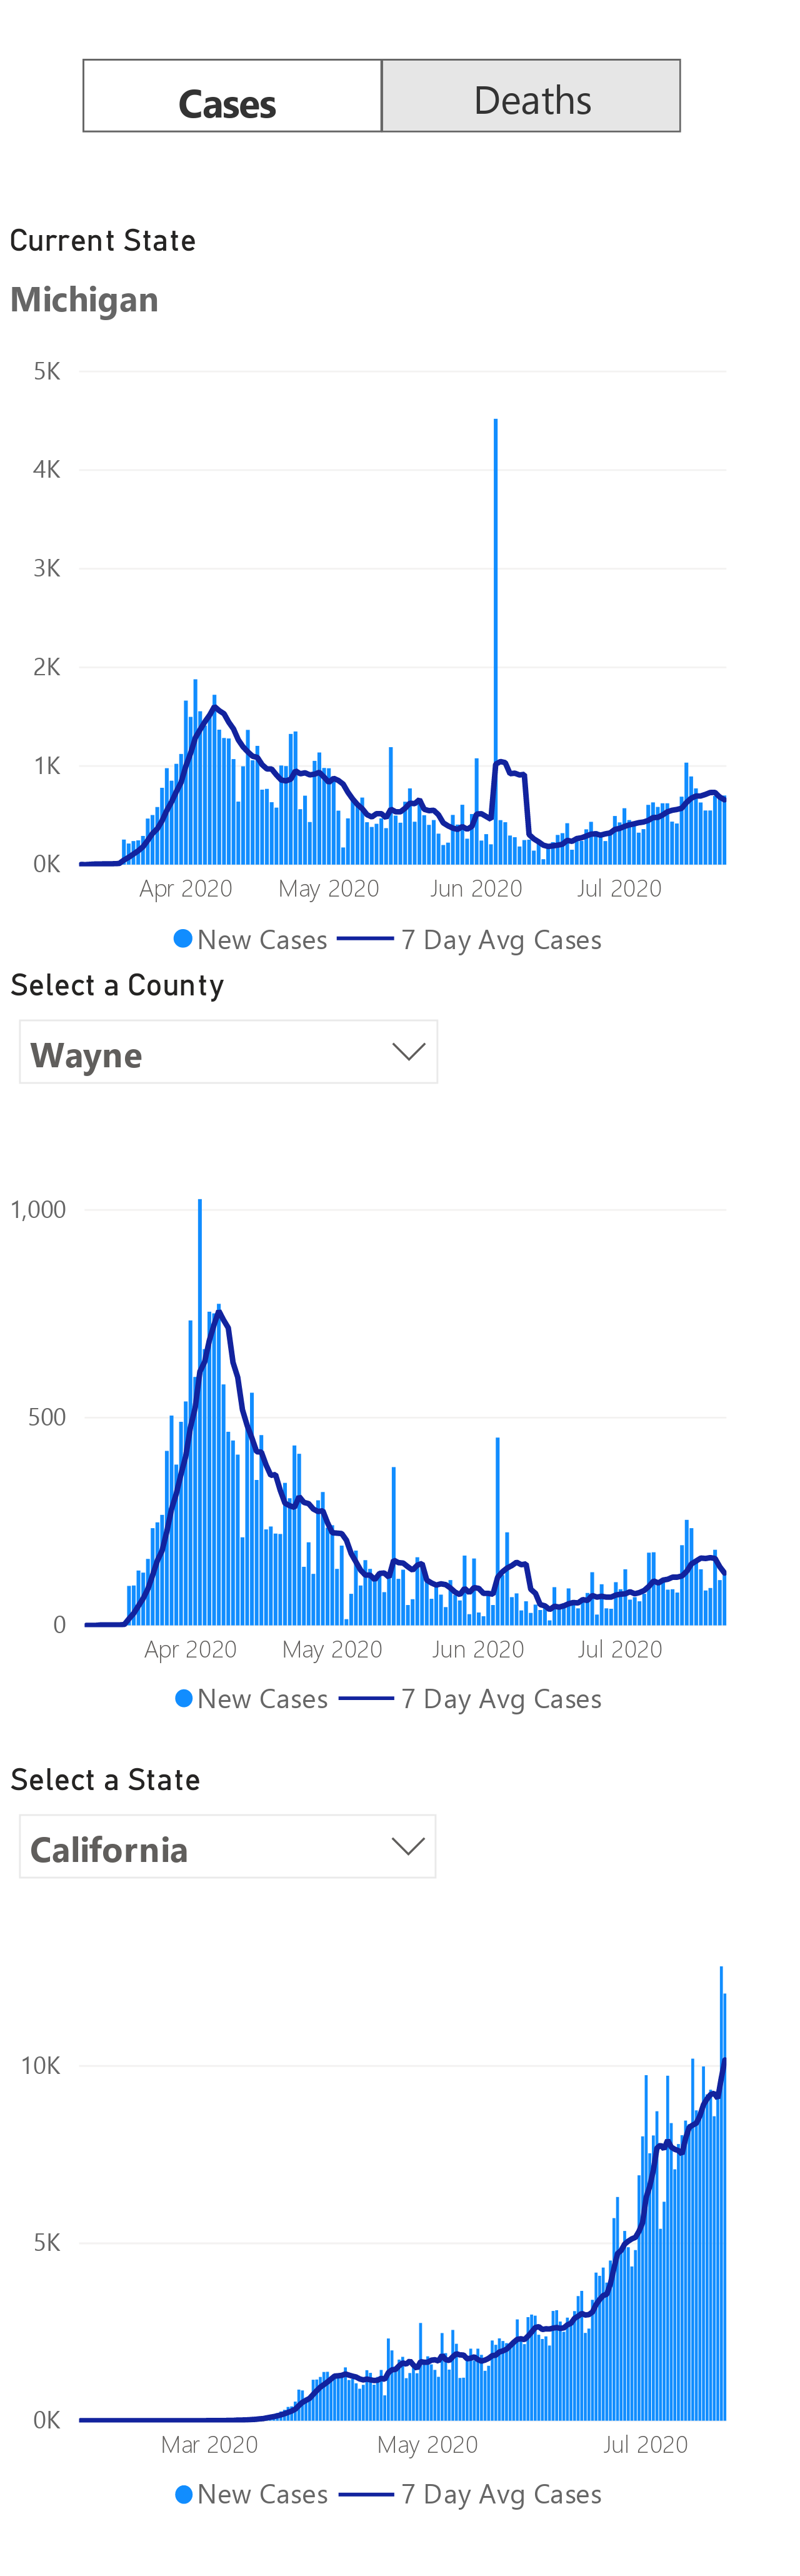 Cases Deaths
Current State
Michigan
5K
4K
3K
2K
1K
0K
Apr 2020 May 2020 Jun 2020 Jul 2020
New Cases 7 Day Avg Cases
Select a County
Wayne
1,000
500
0
Apr 2020 May 2020 Jun 2020 Jul 2020
New Cases 7 Day Avg Cases
Select a State
California
10K
5K
0K
Mar 2020 May 2020 Jul 2020
New Cases 7 Day Avg Cases